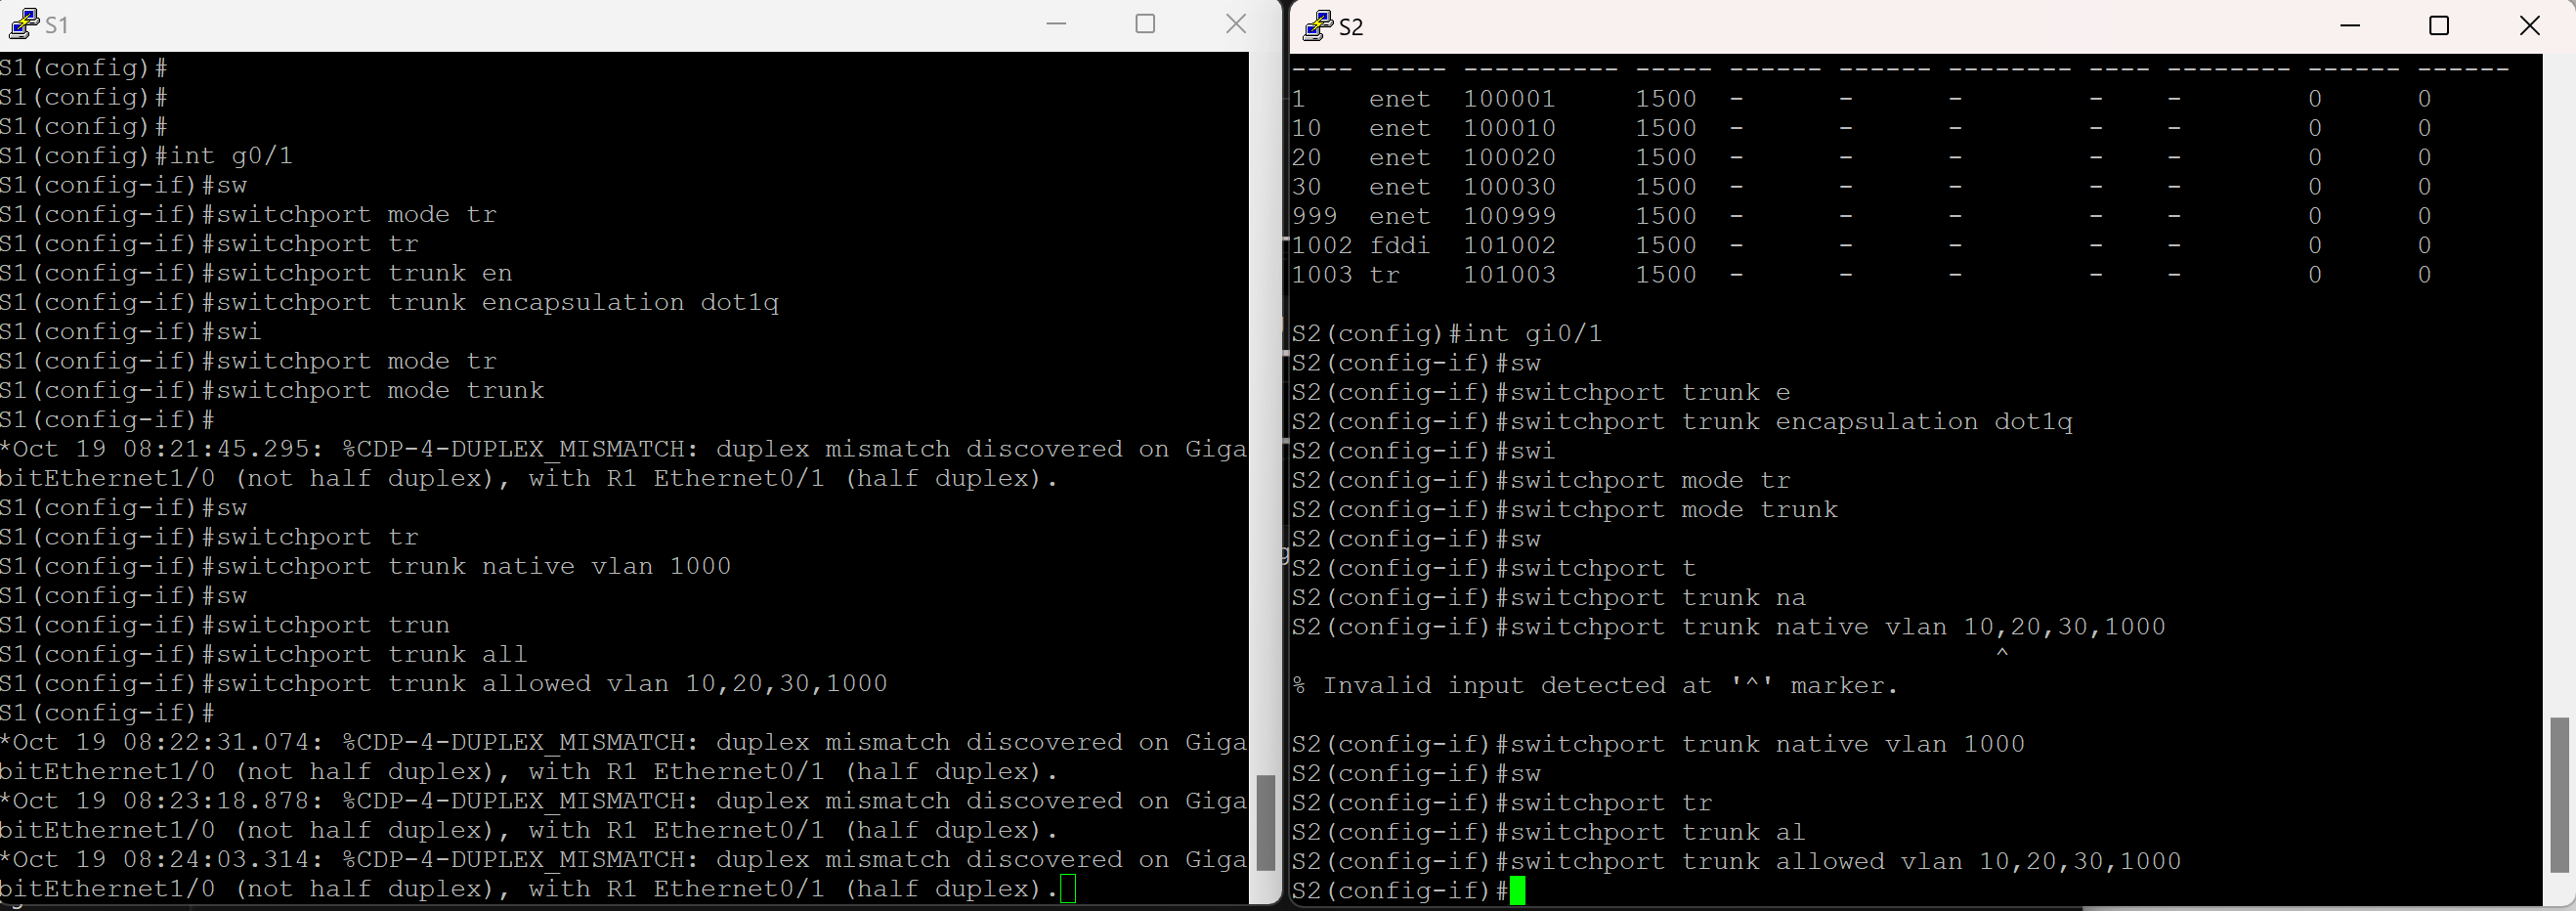 S1
S1(config)#
S1(config)#
S1(config)#
S1(config)#int g0/1
S1(config-if)#sw
S1(config-if)#switchport mode tr
S1(config-if)#switchport tr
S1(config-if)#switchport trunk en
S1(config-if)#switchport trunk encapsulation dot1q
S1(config-if)#swi
S1(config-if)#switchport mode tr
S1(config-if)#switchport mode trunk
S1(config-if)#
*Oct 19 08:21:45.295: %CDP-4-DUPLEX_MISMATCH: duplex mismatch discovered on Giga
bitEthernet1/0 (not half duplex), with R1 Ethernet0/1 (half duplex).
S1(config-if)#sw
S1(config-if)#switchport tr
S1(config-if)#switchport trunk native vlan 1000
S1(config-if)#sw
S1(config-if)#switchport trun
S1(config-if)#switchport trunk all
S1(config-if)#switchport trunk allowed vlan 10,20,30,1000
S1(config-if)#
*Oct 19 08:22:31.074: %CDP-4-DUPLEX_MISMATCH: duplex mismatch discovered on Giga
bitEthernet1/0 (not half duplex), with R1 Ethernet0/1 (half duplex).
*Oct 19 08:23:18.878: %CDP-4-DUPLEX_MISMATCH: duplex mismatch discovered on Giga
bitEthernet1/0 (not half duplex), with R1 Ethernet0/1 (half duplex).
*Oct 19 08:24:03.314: %CDP-4-DUPLEX_MISMATCH: duplex mismatch discovered on Giga
bitEthernet1/0 (not half duplex), with R1 Ethernet0/1 (half duplex).
S2
---- ----- ---------- ----- ------ ------ -------- ---- -------- ------ ------
1    enet  100001     1500  -      -      -        -    -        0      0
10   enet  100010     1500  -      -      -        -    -        0      0
20   enet  100020     1500  -      -      -        -    -        0      0
30   enet  100030     1500  -      -      -        -    -        0      0
999  enet  100999     1500  -      -      -        -    -        0      0
1002 fddi  101002     1500  -      -      -        -    -        0      0
1003 tr    101003     1500  -      -      -        -    -        0      0
S2(config)#int gi0/1
S2(config-if)#sw
S2(config-if)#switchport trunk e
S2(config-if)#switchport trunk encapsulation dot1q
S2(config-if)#swi
S2(config-if)#switchport mode tr
S2(config-if)#switchport mode trunk
S2(config-if)#sw
S2(config-if)#switchport t
S2(config-if)#switchport trunk na
S2(config-if)#switchport trunk native vlan 10,20,30,1000
^
% Invalid input detected at '^' marker.
S2(config-if)#switchport trunk native vlan 1000
S2(config-if)#sw
S2(config-if)#switchport tr
S2(config-if)#switchport trunk al
S2(config-if)#switchport trunk allowed vlan 10,20,30,1000
S2(config-if)#